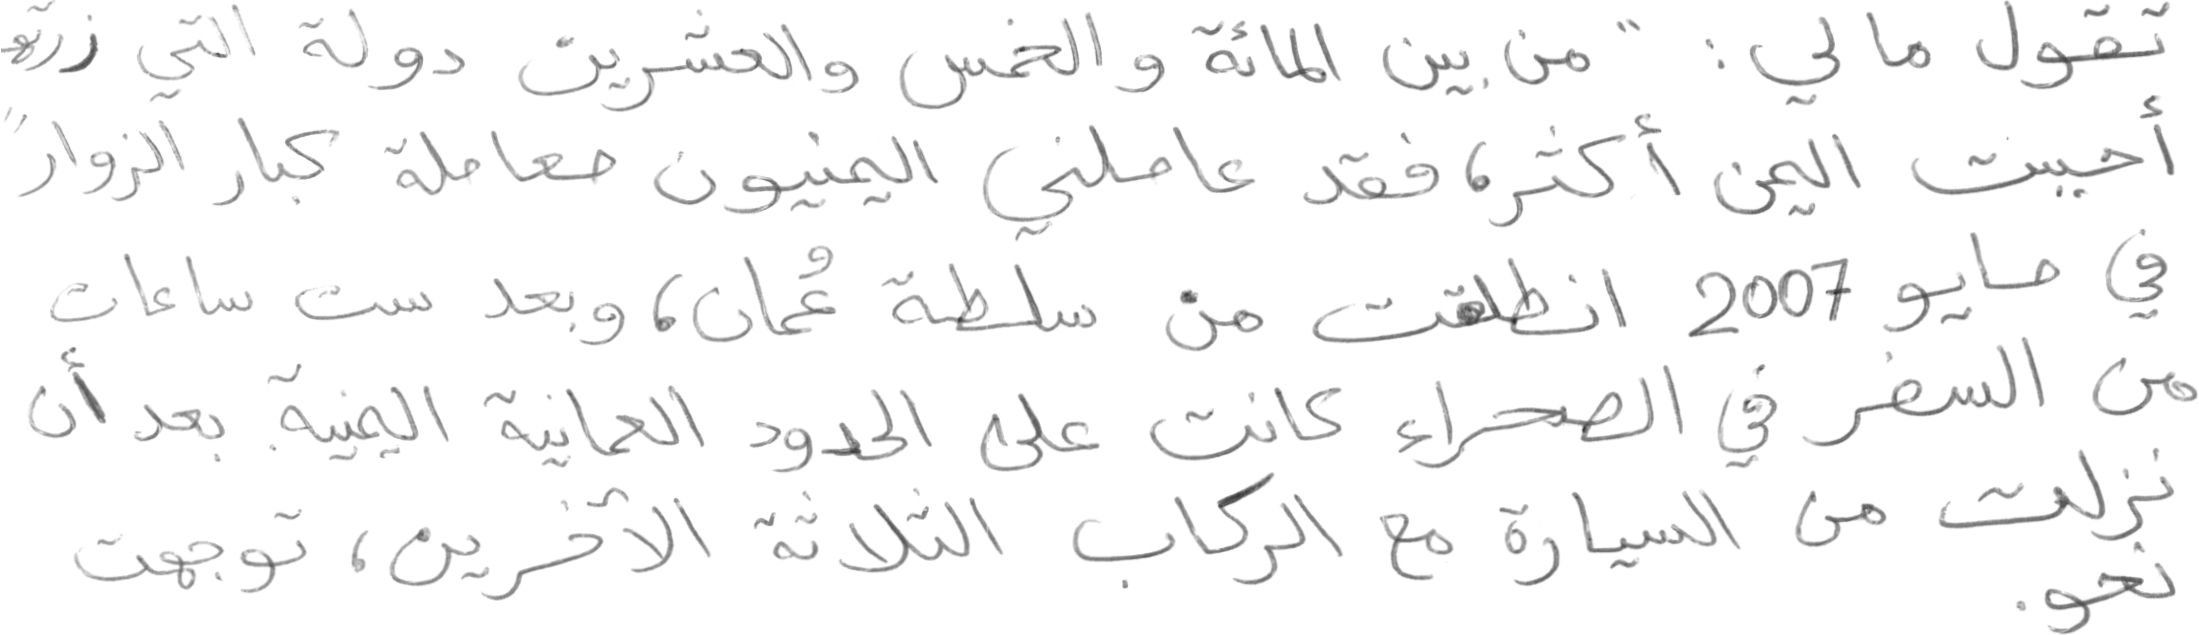 تقول مالي: "من بين المائة والخمس والعشرين دولة التي زرتها
أحببت اليمن أكثر، فقد عاملني اليمنيون معاملة كبار الزوار"
في مايو 2007 انطلقت من سلطة عُمان، وبعد ست ساعات
من السفر في الصحراء كانت على الحدود العمانية اليمنية. بعد أن
نزلت من السيارة مع الركاب الثلاثة الآخرين، توجهت
نحو.